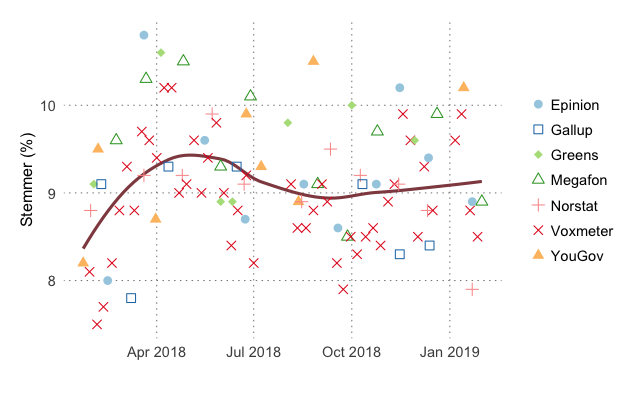 Stemmer (%)
10
9
8
Apr 2018
Jul 2018
Oct 2018
Jan 2019
Epinion
Gallup
Greens
Megafon
Norstat
Voxmeter
YouGov